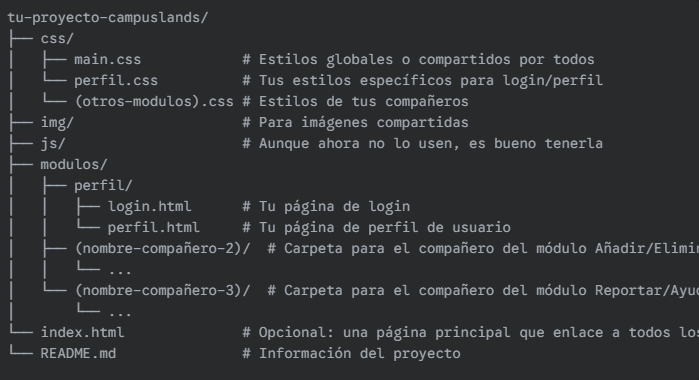 tu-proyecto-campuslands/
├── css/
│   ├── main.css            # Estilos globales o compartidos por todos
│   └── perfil.css          # Tus estilos específicos para login/perfil
│   └── (otros-modulos).css # Estilos de tus compañeros
├── img/                    # Para imágenes compartidas
├── js/                     # Aunque ahora no lo usen, es bueno tenerla
├── modulos/
│   ├── perfil/
│   │   ├── login.html      # Tu página de login
│   │   └── perfil.html     # Tu página de perfil de usuario
│   ├── (nombre-compañero-2)/  # Carpeta para el compañero del módulo Añadir/Elimin
│   │   └── ...
│   └── (nombre-compañero-3)/  # Carpeta para el compañero del módulo Reportar/Ayud
│       └── ...
└── index.html              # Opcional: una página principal que enlace a todos los
└── README.md               # Información del proyecto